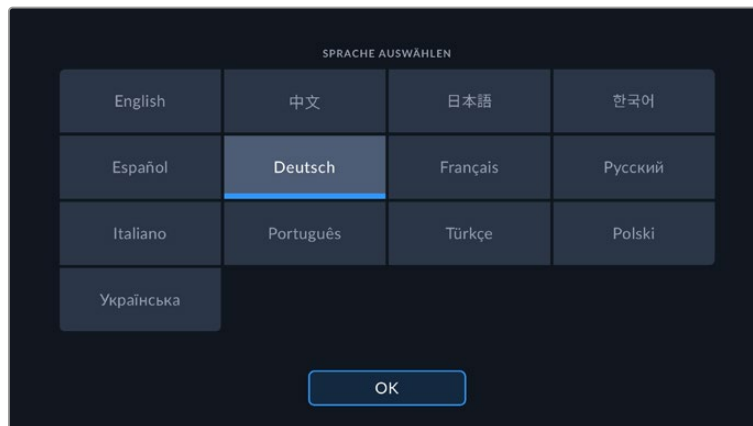 SPRACHE AUSWÄHLEN
English 中文 日本語 한국어
Español Deutsch Français Русский
Italiano Português Türkçe Polski
Українська
OK